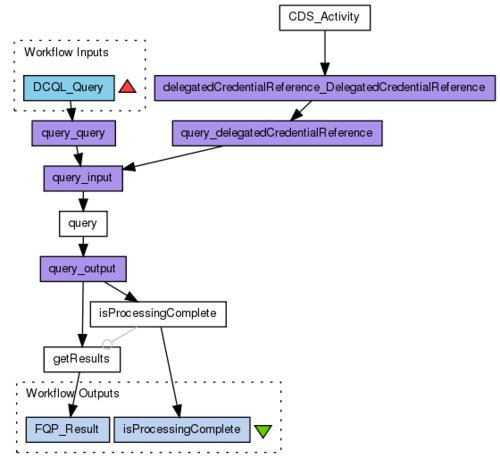 CDS_Activity
Workflow Inputs
DCQL_Query
delegatedCredentialReference_DelegatedCredentialReference
query_query
query_delegatedCredentialReference
query_input
query
query_output
isProcessingComplete
getResults
Workflow Outputs
FQP_Result
isProcessingComplete